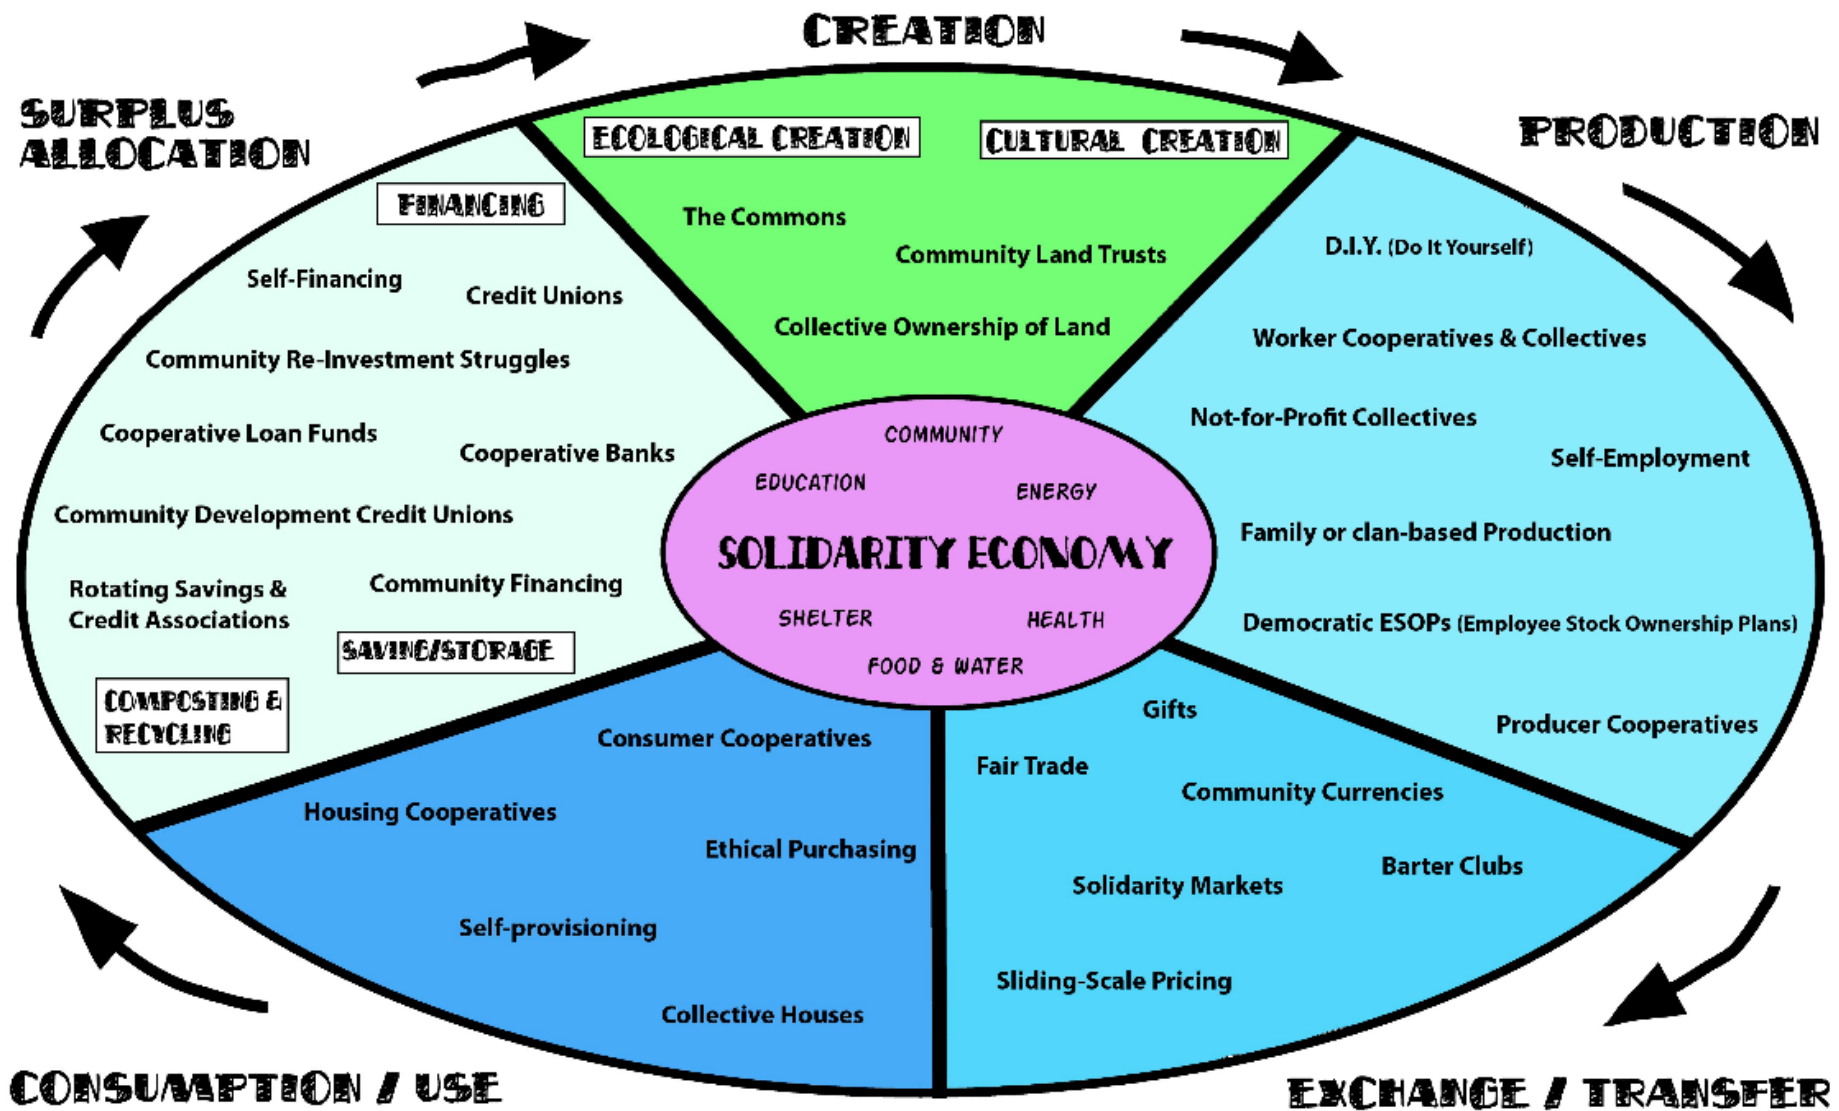 CREATION
SURPLUS
ALLOCATION
PRODUCTION
ECOLOGICAL CREATION
CULTURAL CREATION
The Commons
Community Land Trusts
Collective Ownership of Land
FINANCING
Self-Financing
Credit Unions
Community Re-Investment Struggles
Cooperative Loan Funds
Cooperative Banks
Community Development Credit Unions
Rotating Savings &
Credit Associations
Community Financing
SAVING/STORAGE
COMPOSTING &
RECYCLING
D.I.Y. (Do It Yourself)
Worker Cooperatives & Collectives
Not-for-Profit Collectives
Self-Employment
Family or clan-based Production
Democratic ESOPs (Employee Stock Ownership Plans)
Producer Cooperatives
COMMUNITY
EDUCATION
ENERGY
SOLIDARITY ECONOMY
SHELTER
HEALTH
FOOD & WATER
Consumer Cooperatives
Housing Cooperatives
Ethical Purchasing
Self-provisioning
Collective Houses
Gifts
Fair Trade
Community Currencies
Barter Clubs
Solidarity Markets
Sliding-Scale Pricing
CONSUMPTION / USE
EXCHANGE / TRANSFER